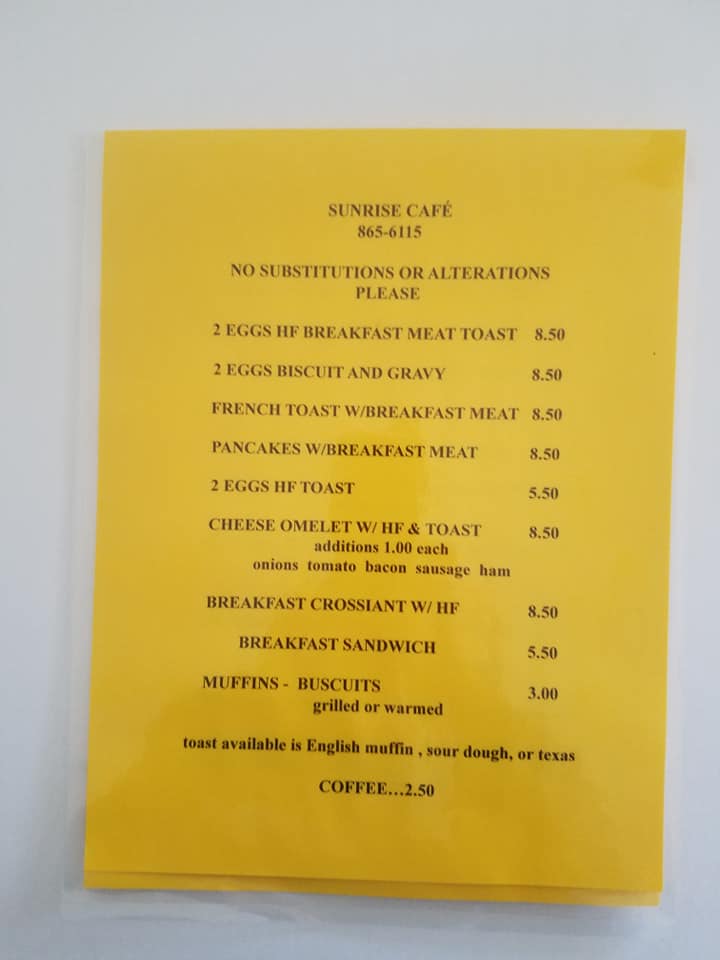 SUNRISE CAFÉ
865-6115
NO SUBSTITUTIONS OR ALTERATIONS
PLEASE
2 EGGS HF BREAKFAST MEAT TOAST 8.50
2 EGGS BISCUIT AND GRAVY 8.50
FRENCH TOAST W/BREAKFAST MEAT 8.50
PANCAKES W/BREAKFAST MEAT 8.50
2 EGGS HF TOAST 5.50
CHEESE OMELET W/ HF & TOAST 8.50
additions 1.00 each
onions tomato bacon sausage ham
BREAKFAST CROSSIANT W/ HF 8.50
BREAKFAST SANDWICH 5.50
MUFFINS - BUSCUITS 3.00
grilled or warmed
toast available is English muffin , sour dough, or texas
COFFEE...2.50